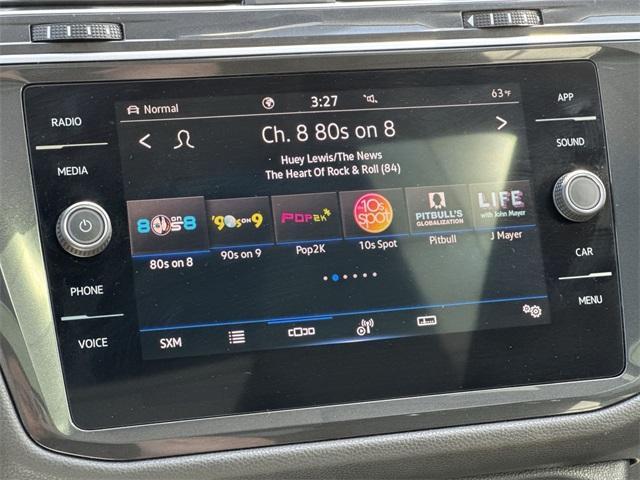 Normal
3:27
63°F
RADIO
MEDIA
PHONE
VOICE
APP
SOUND
CAR
MENU
< Ch. 8 80s on 8 >
Huey Lewis/The News
The Heart Of Rock & Roll (84)
80s on 8
90s on 9
POP2K
10s spot
PITBULL'S
GLOBALIZATION
LIFE
with John Mayer
80s on 8
90s on 9
Pop2K
10s Spot
Pitbull
J Mayer
SXM